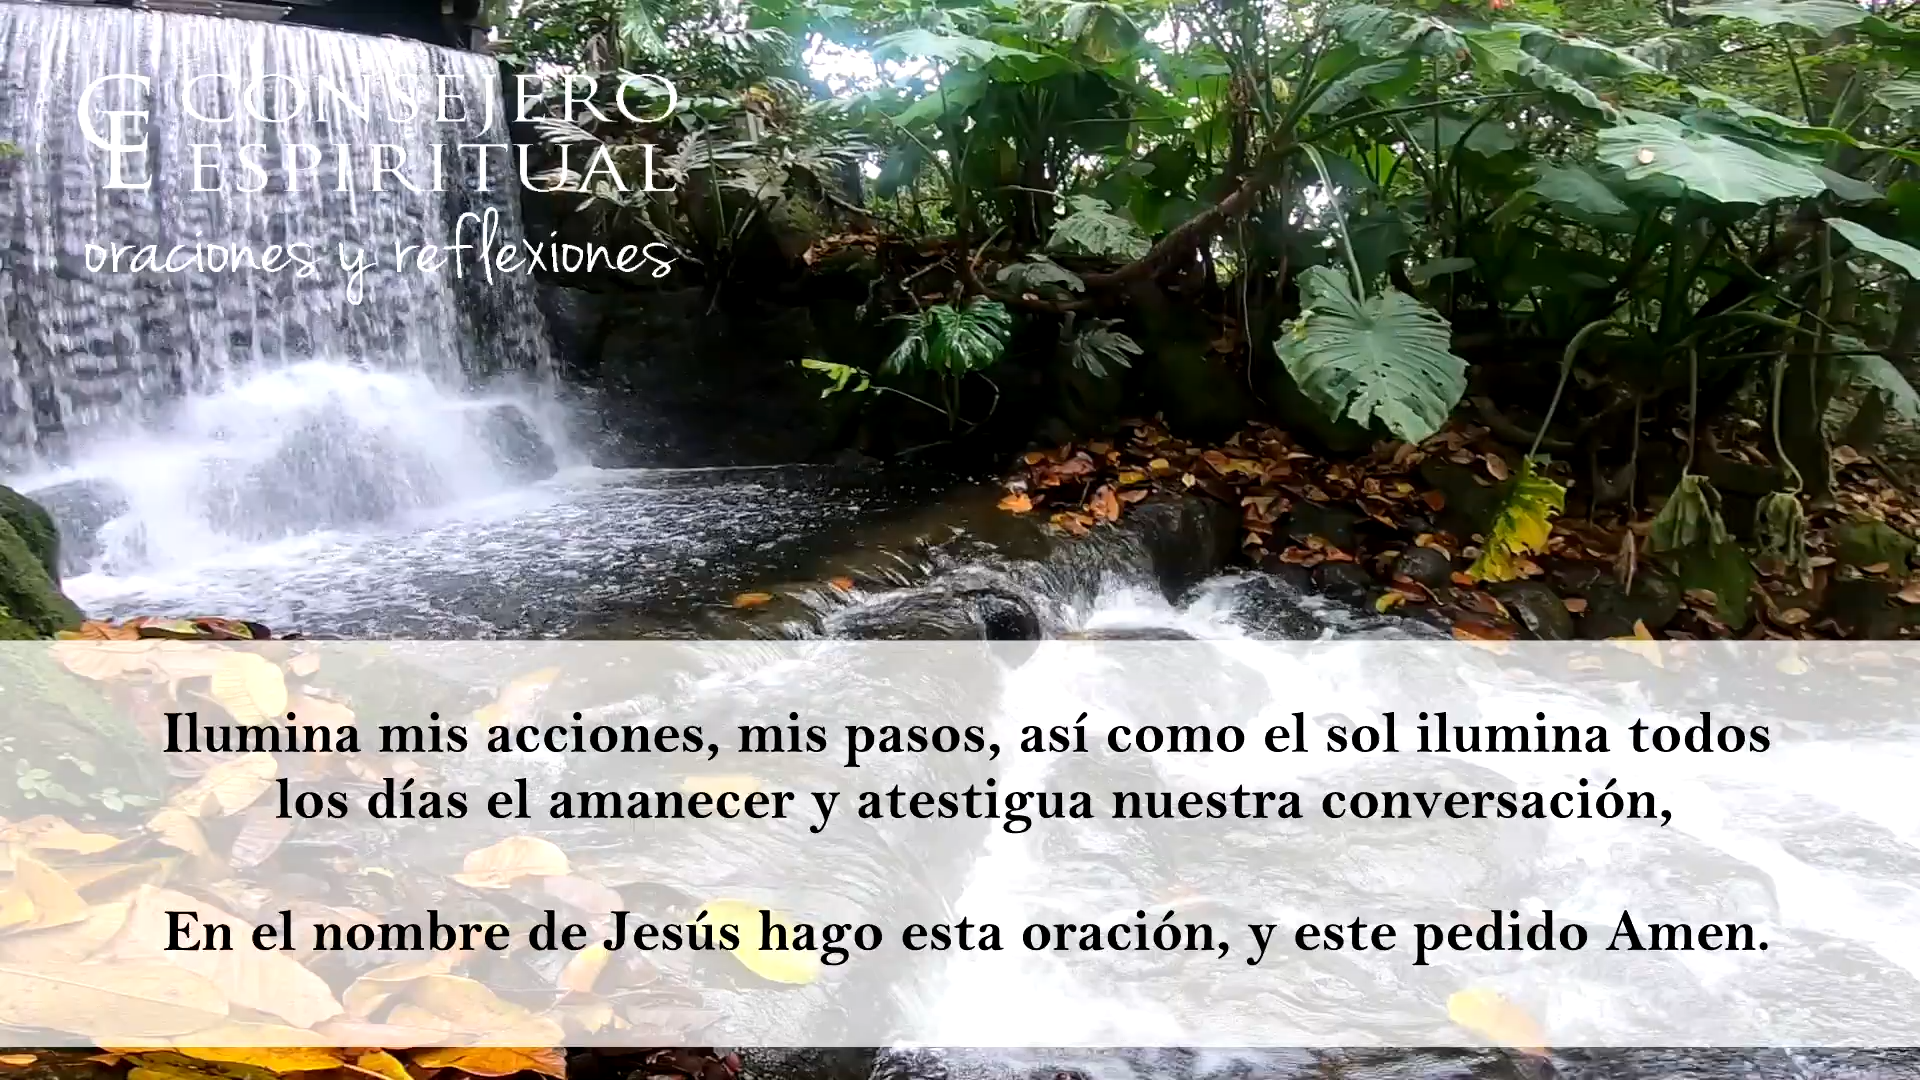 CE CONSEJERO
ESPIRITUAL
oraciones y reflexiones
Ilumina mis acciones, mis pasos, así como el sol ilumina todos
los días el amanecer y atestigua nuestra conversación,
En el nombre de Jesús hago esta oración, y este pedido Amen.